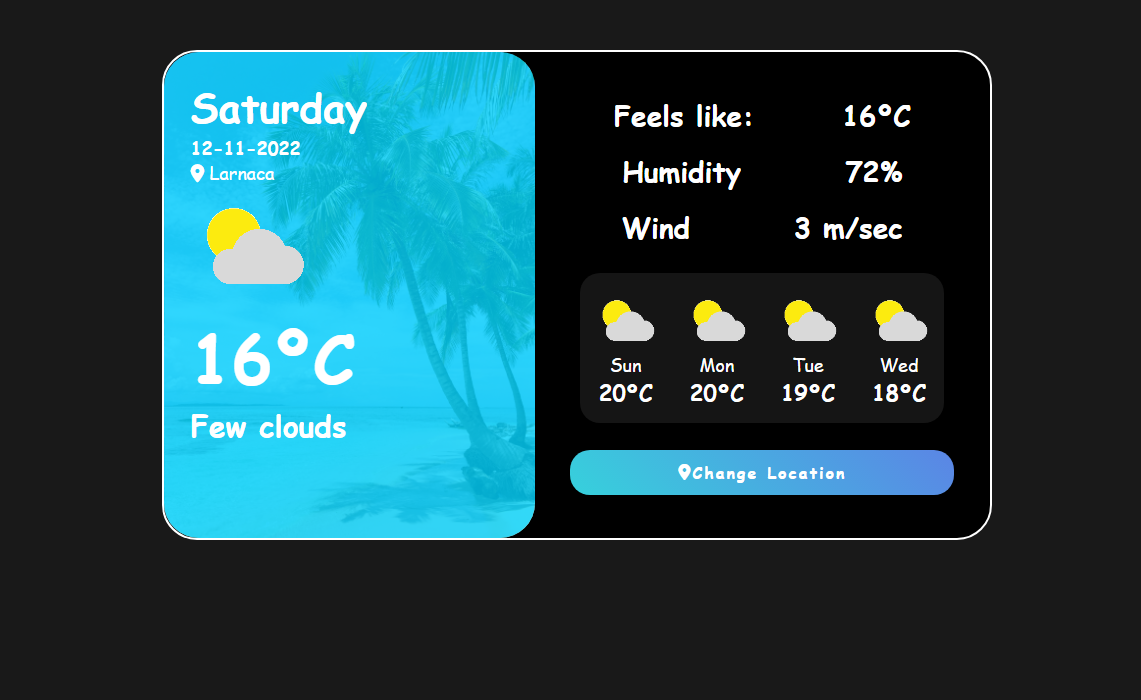 Saturday
12-11-2022
Larnaca
16°C
Few clouds
Feels like: 16°C
Humidity 72%
Wind 3 m/sec
Sun Mon Tue Wed
20°C 20°C 19°C 18°C
Change Location